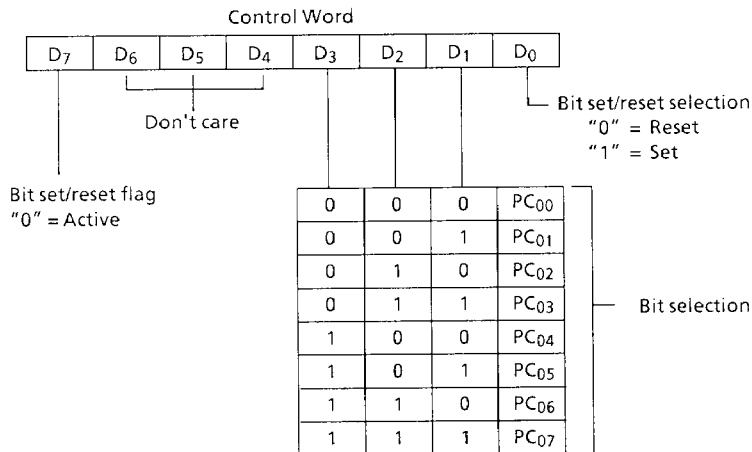 Control Word
D7 D6 D5 D4 D3 D2 D1 D0
Don't care
Bit set/reset selection
"0" = Reset
"1" = Set
Bit set/reset flag
"0" = Active
0 0 0 PC00
0 0 1 PC01
0 1 0 PC02
0 1 1 PC03
1 0 0 PC04
1 0 1 PC05
1 1 0 PC06
1 1 1 PC07
Bit selection